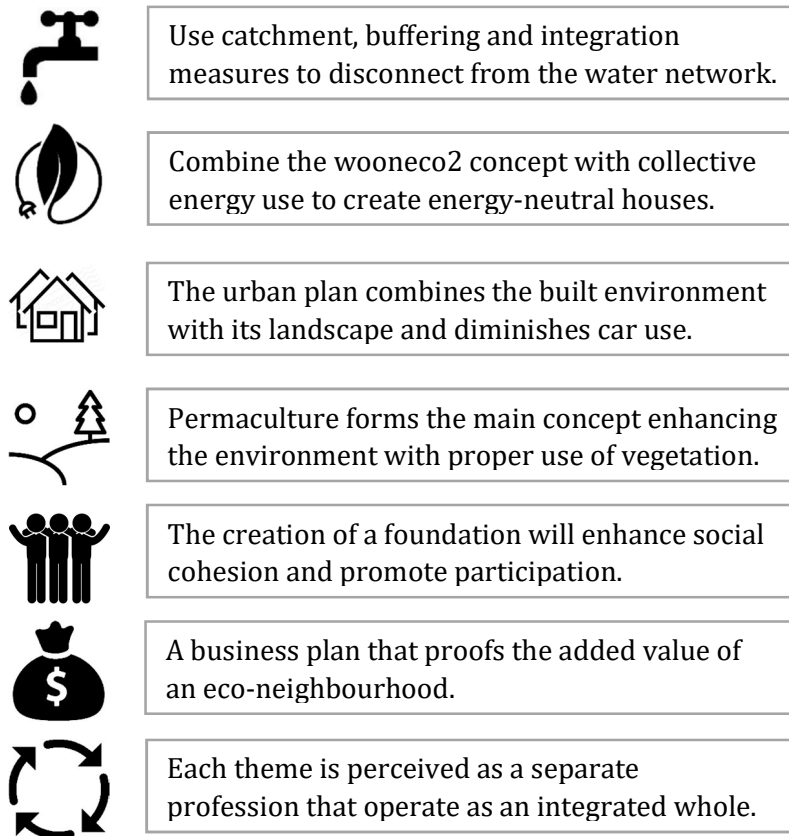 Use catchment, buffering and integration
measures to disconnect from the water network.
Combine the wooneco2 concept with collective
energy use to create energy-neutral houses.
The urban plan combines the built environment
with its landscape and diminishes car use.
Permaculture forms the main concept enhancing
the environment with proper use of vegetation.
The creation of a foundation will enhance social
cohesion and promote participation.
$
A business plan that proofs the added value of
an eco-neighbourhood.
Each theme is perceived as a separate
profession that operate as an integrated whole.